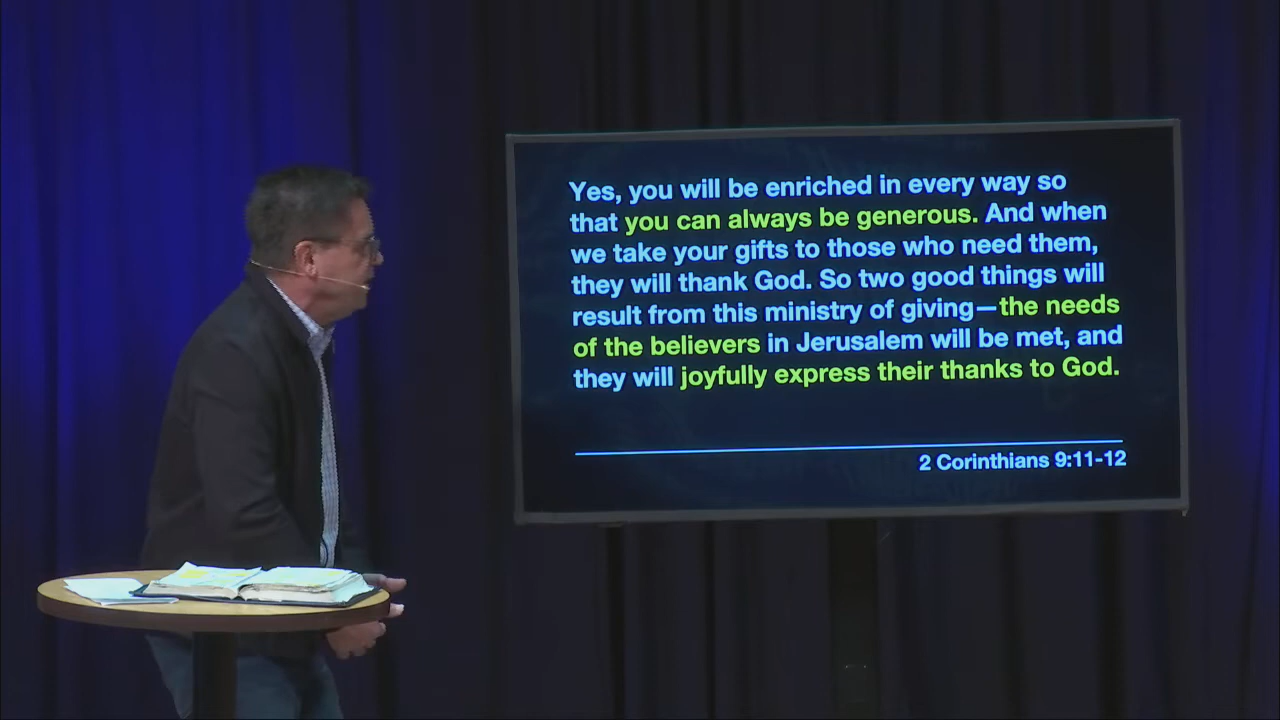 Yes, you will be enriched in every way so
that you can always be generous. And when
we take your gifts to those who need them,
they will thank God. So two good things will
result from this ministry of giving—the needs
of the believers in Jerusalem will be met, and
they will joyfully express their thanks to God.
2 Corinthians 9:11-12